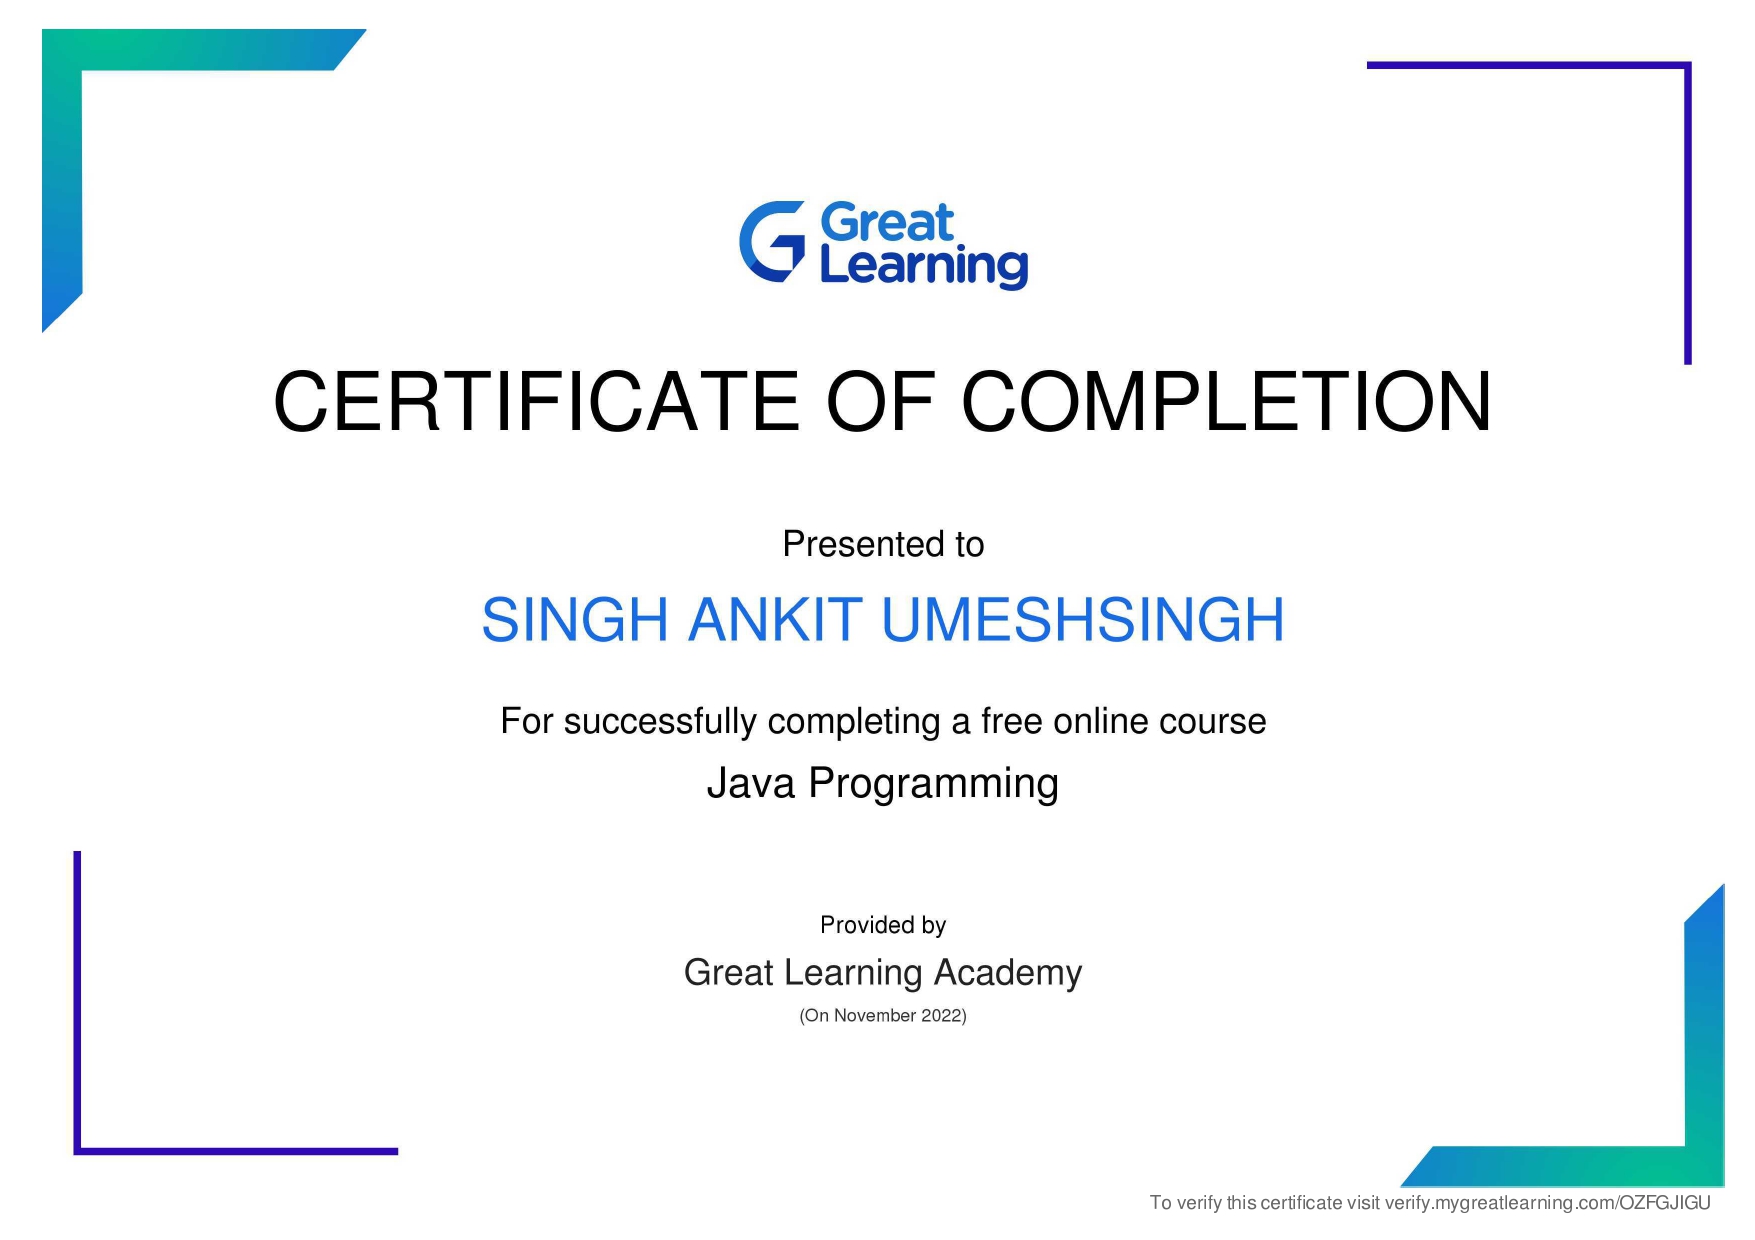 Great
Learning
CERTIFICATE OF COMPLETION
Presented to
SINGH ANKIT UMESHSINGH
For successfully completing a free online course
Java Programming
Provided by
Great Learning Academy
(On November 2022)
To verify this certificate visit verify.mygreatlearning.com/OZFGJIGU